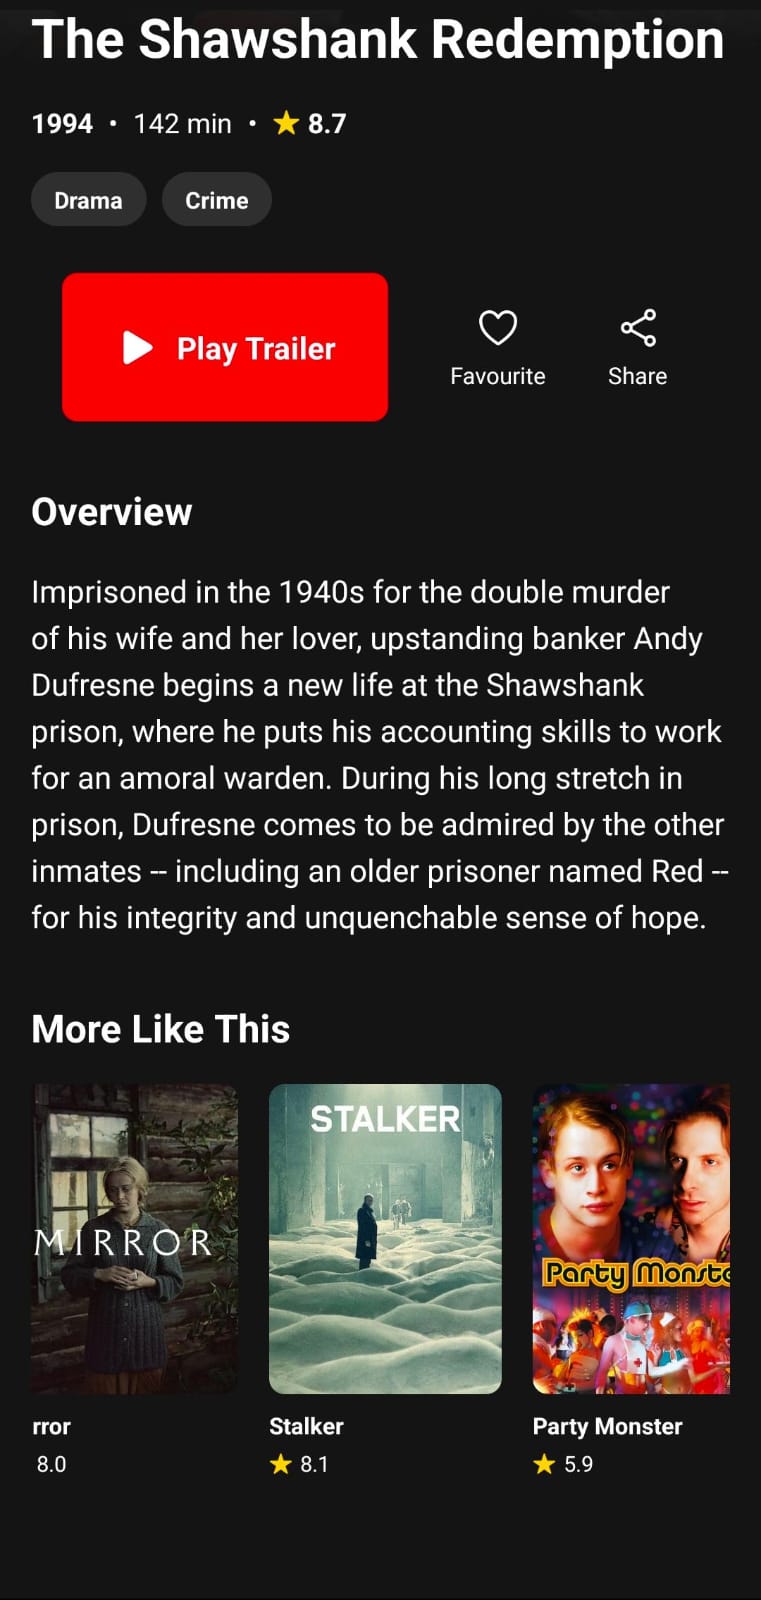 The Shawshank Redemption
1994 • 142 min • ★ 8.7
Drama Crime
Play Trailer
Favourite
Share
Overview
Imprisoned in the 1940s for the double murder
of his wife and her lover, upstanding banker Andy
Dufresne begins a new life at the Shawshank
prison, where he puts his accounting skills to work
for an amoral warden. During his long stretch in
prison, Dufresne comes to be admired by the other
inmates -- including an older prisoner named Red --
for his integrity and unquenchable sense of hope.
More Like This
MIRROR
STALKER
Party Monste
rror
Stalker
Party Monster
8.0
★ 8.1
★ 5.9